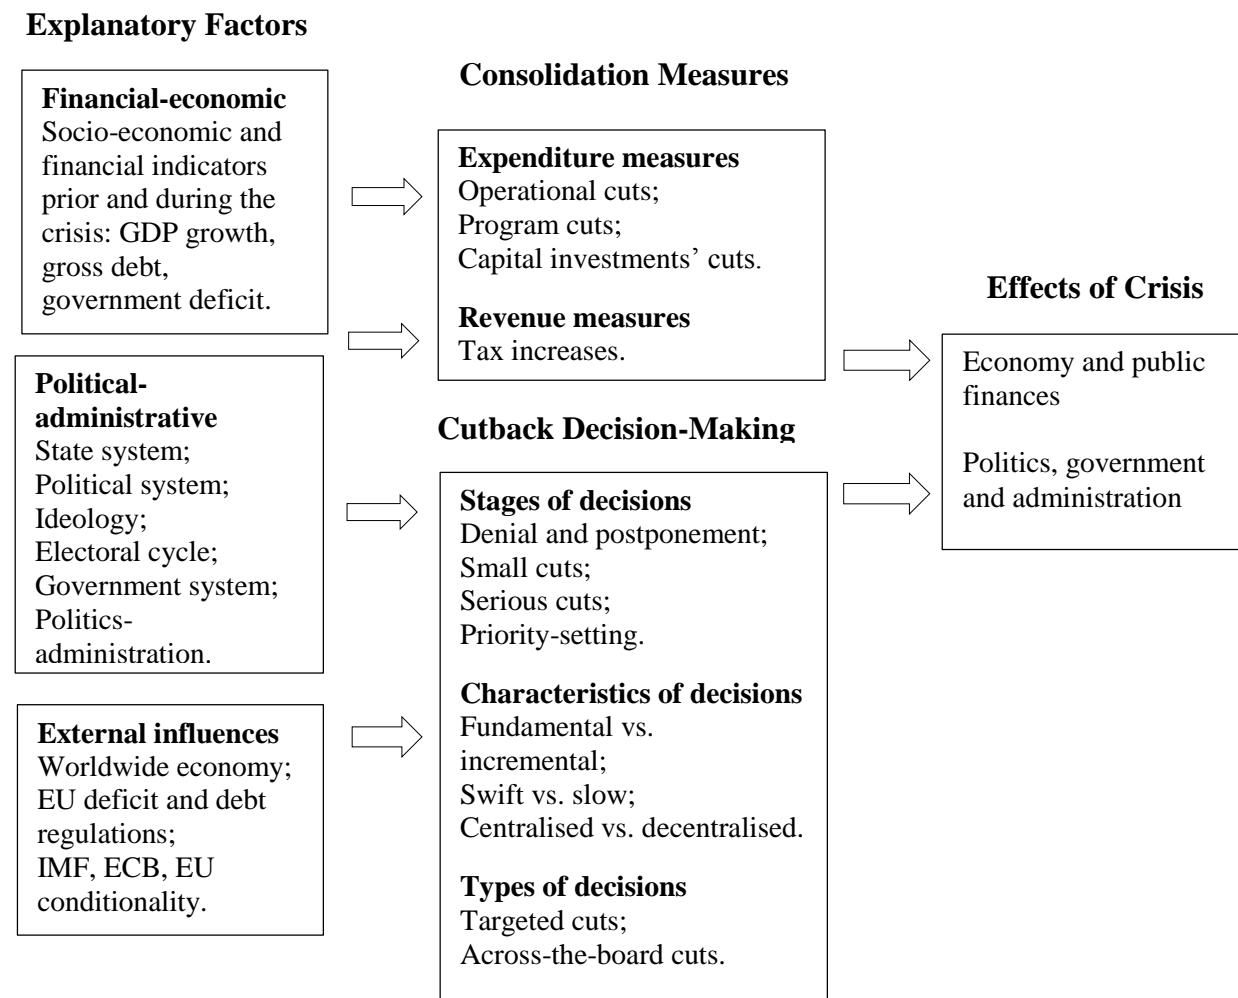 Explanatory Factors
Financial-economic
Socio-economic and
financial indicators
prior and during the
crisis: GDP growth,
gross debt,
government deficit.
Political-
administrative
State system;
Political system;
Ideology;
Electoral cycle;
Government system;
Politics-
administration.
External influences
Worldwide economy;
EU deficit and debt
regulations;
IMF, ECB, EU
conditionality.
Consolidation Measures
Expenditure measures
Operational cuts;
Program cuts;
Capital investments’ cuts.
Revenue measures
Tax increases.
Cutback Decision-Making
Stages of decisions
Denial and postponement;
Small cuts;
Serious cuts;
Priority-setting.
Characteristics of decisions
Fundamental vs.
incremental;
Swift vs. slow;
Centralised vs. decentralised.
Types of decisions
Targeted cuts;
Across-the-board cuts.
Effects of Crisis
Economy and public
finances
Politics, government
and administration